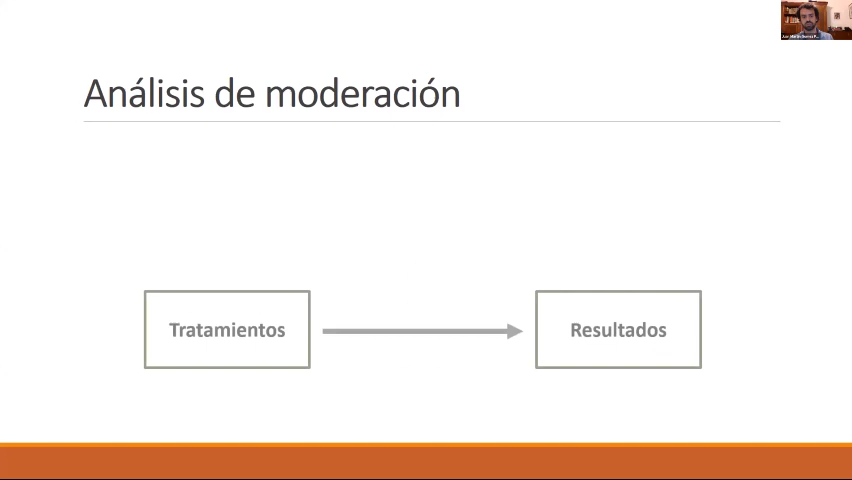 Análisis de moderación
Tratamientos
Resultados